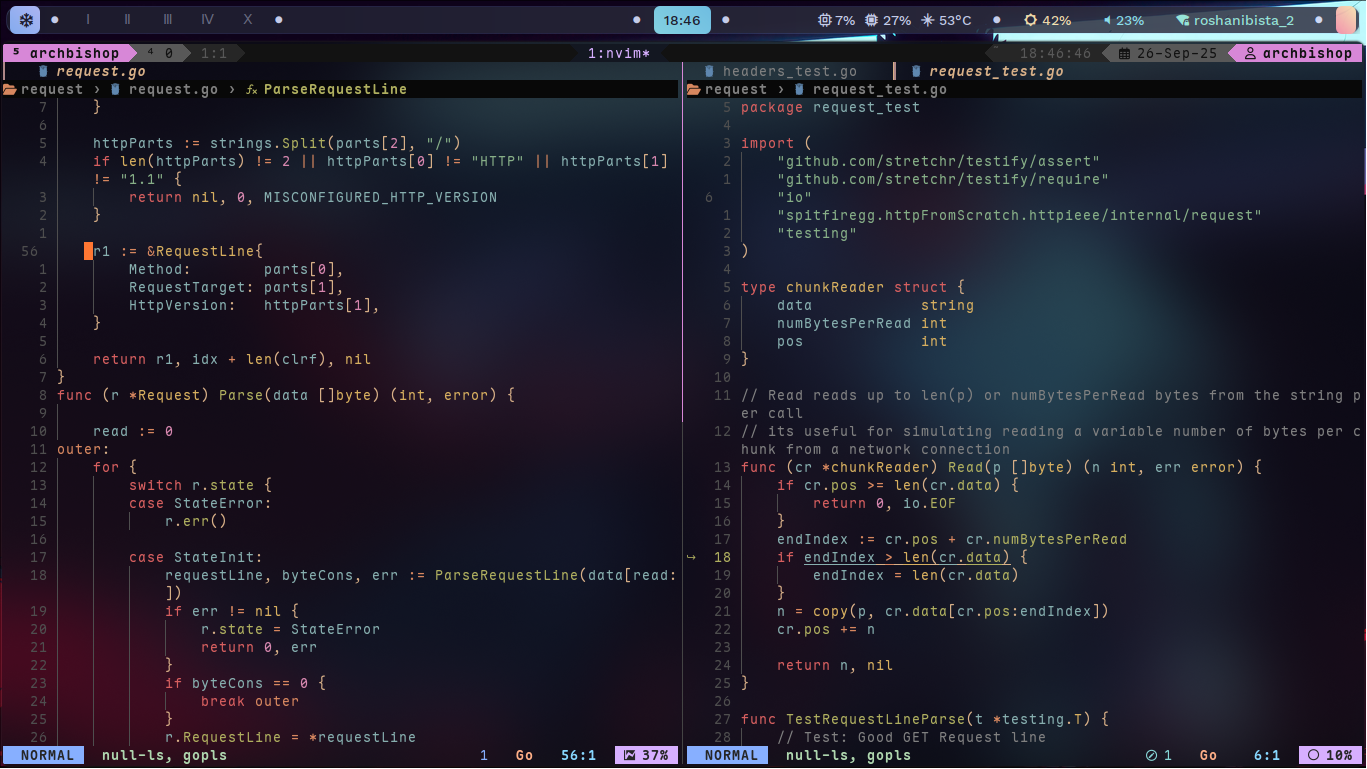 I II III IV X 18:46 7% 27% 53°C 42% 23% roshanibista_2
5 archbishop 4 0 1:1 1:nvim* 18:46:46 26-Sep-25 archbishop
request.go
request › request.go › ParseRequestLine
7 }
6
5 httpParts := strings.Split(parts[2], "/")
4 if len(httpParts) != 2 || httpParts[0] != "HTTP" || httpParts[1]
!= "1.1" {
3 return nil, 0, MISCONFIGURED_HTTP_VERSION
2 }
1
56 r1 := &RequestLine{
1 Method: parts[0],
2 RequestTarget: parts[1],
3 HttpVersion: httpParts[1],
4 }
5
6 return r1, idx + len(clrf), nil
7 }
8 func (r *Request) Parse(data []byte) (int, error) {
9
10 read := 0
11 outer:
12 for {
13 switch r.state {
14 case StateError:
15 r.err()
16
17 case StateInit:
18 requestLine, byteCons, err := ParseRequestLine(data[read:
])
19 if err != nil {
20 r.state = StateError
21 return 0, err
22 }
23 if byteCons == 0 {
24 break outer
25 }
26 r.RequestLine = *requestLine
NORMAL null-ls, gopls 1 Go 56:1 37%
headers_test.go request_test.go
request › request_test.go
5 package request_test
4
3 import (
2 "github.com/stretchr/testify/assert"
1 "github.com/stretchr/testify/require"
6 "io"
1 "spitfiregg.httpFromScratch.httpieee/internal/request"
2 "testing"
3 )
4
5 type chunkReader struct {
6 data string
7 numBytesPerRead int
8 pos int
9 }
10
11 // Read reads up to len(p) or numBytesPerRead bytes from the string p
er call
12 // its useful for simulating reading a variable number of bytes per c
hunk from a network connection
13 func (cr *chunkReader) Read(p []byte) (n int, err error) {
14 if cr.pos >= len(cr.data) {
15 return 0, io.EOF
16 }
17 endIndex := cr.pos + cr.numBytesPerRead
18 if endIndex > len(cr.data) {
19 endIndex = len(cr.data)
20 }
21 n = copy(p, cr.data[cr.pos:endIndex])
22 cr.pos += n
23
24 return n, nil
25 }
26
27 func TestRequestLineParse(t *testing.T) {
28 // Test: Good GET Request line
NORMAL null-ls, gopls 1 Go 6:1 10%